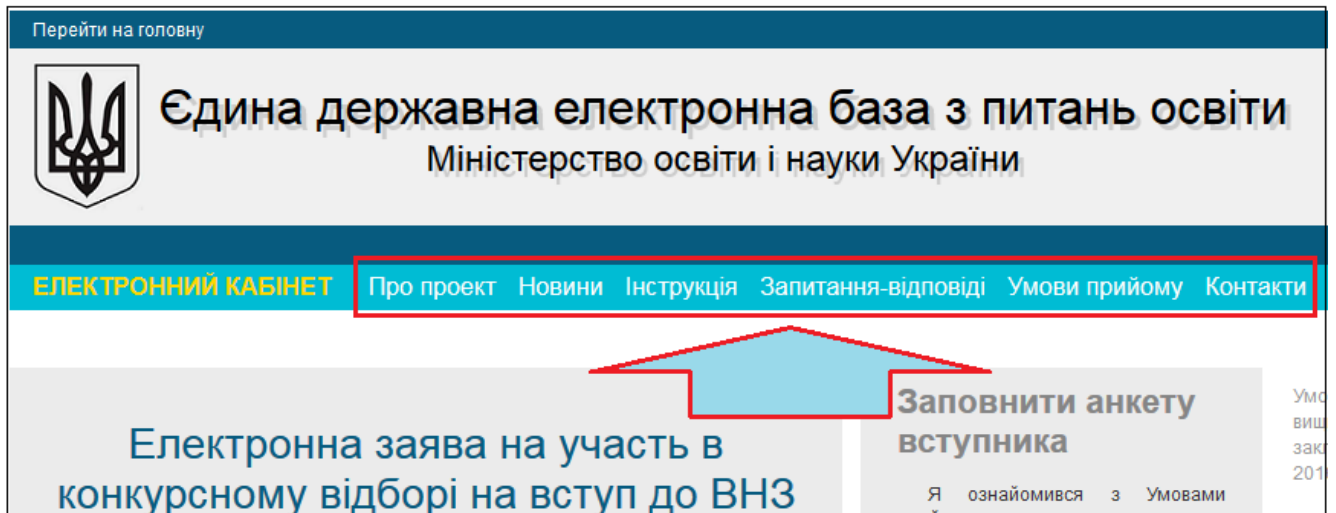 Перейти на головну
Єдина державна електронна база з питань освіти
Міністерство освіти і науки України
ЕЛЕКТРОННИЙ КАБІНЕТ Про проект Новини Інструкція Запитання-відповіді Умови прийому Контакти
Електронна заява на участь в
конкурсному відборі на вступ до ВНЗ
Заповнити анкету
вступника
Я ознайомився з Умовами